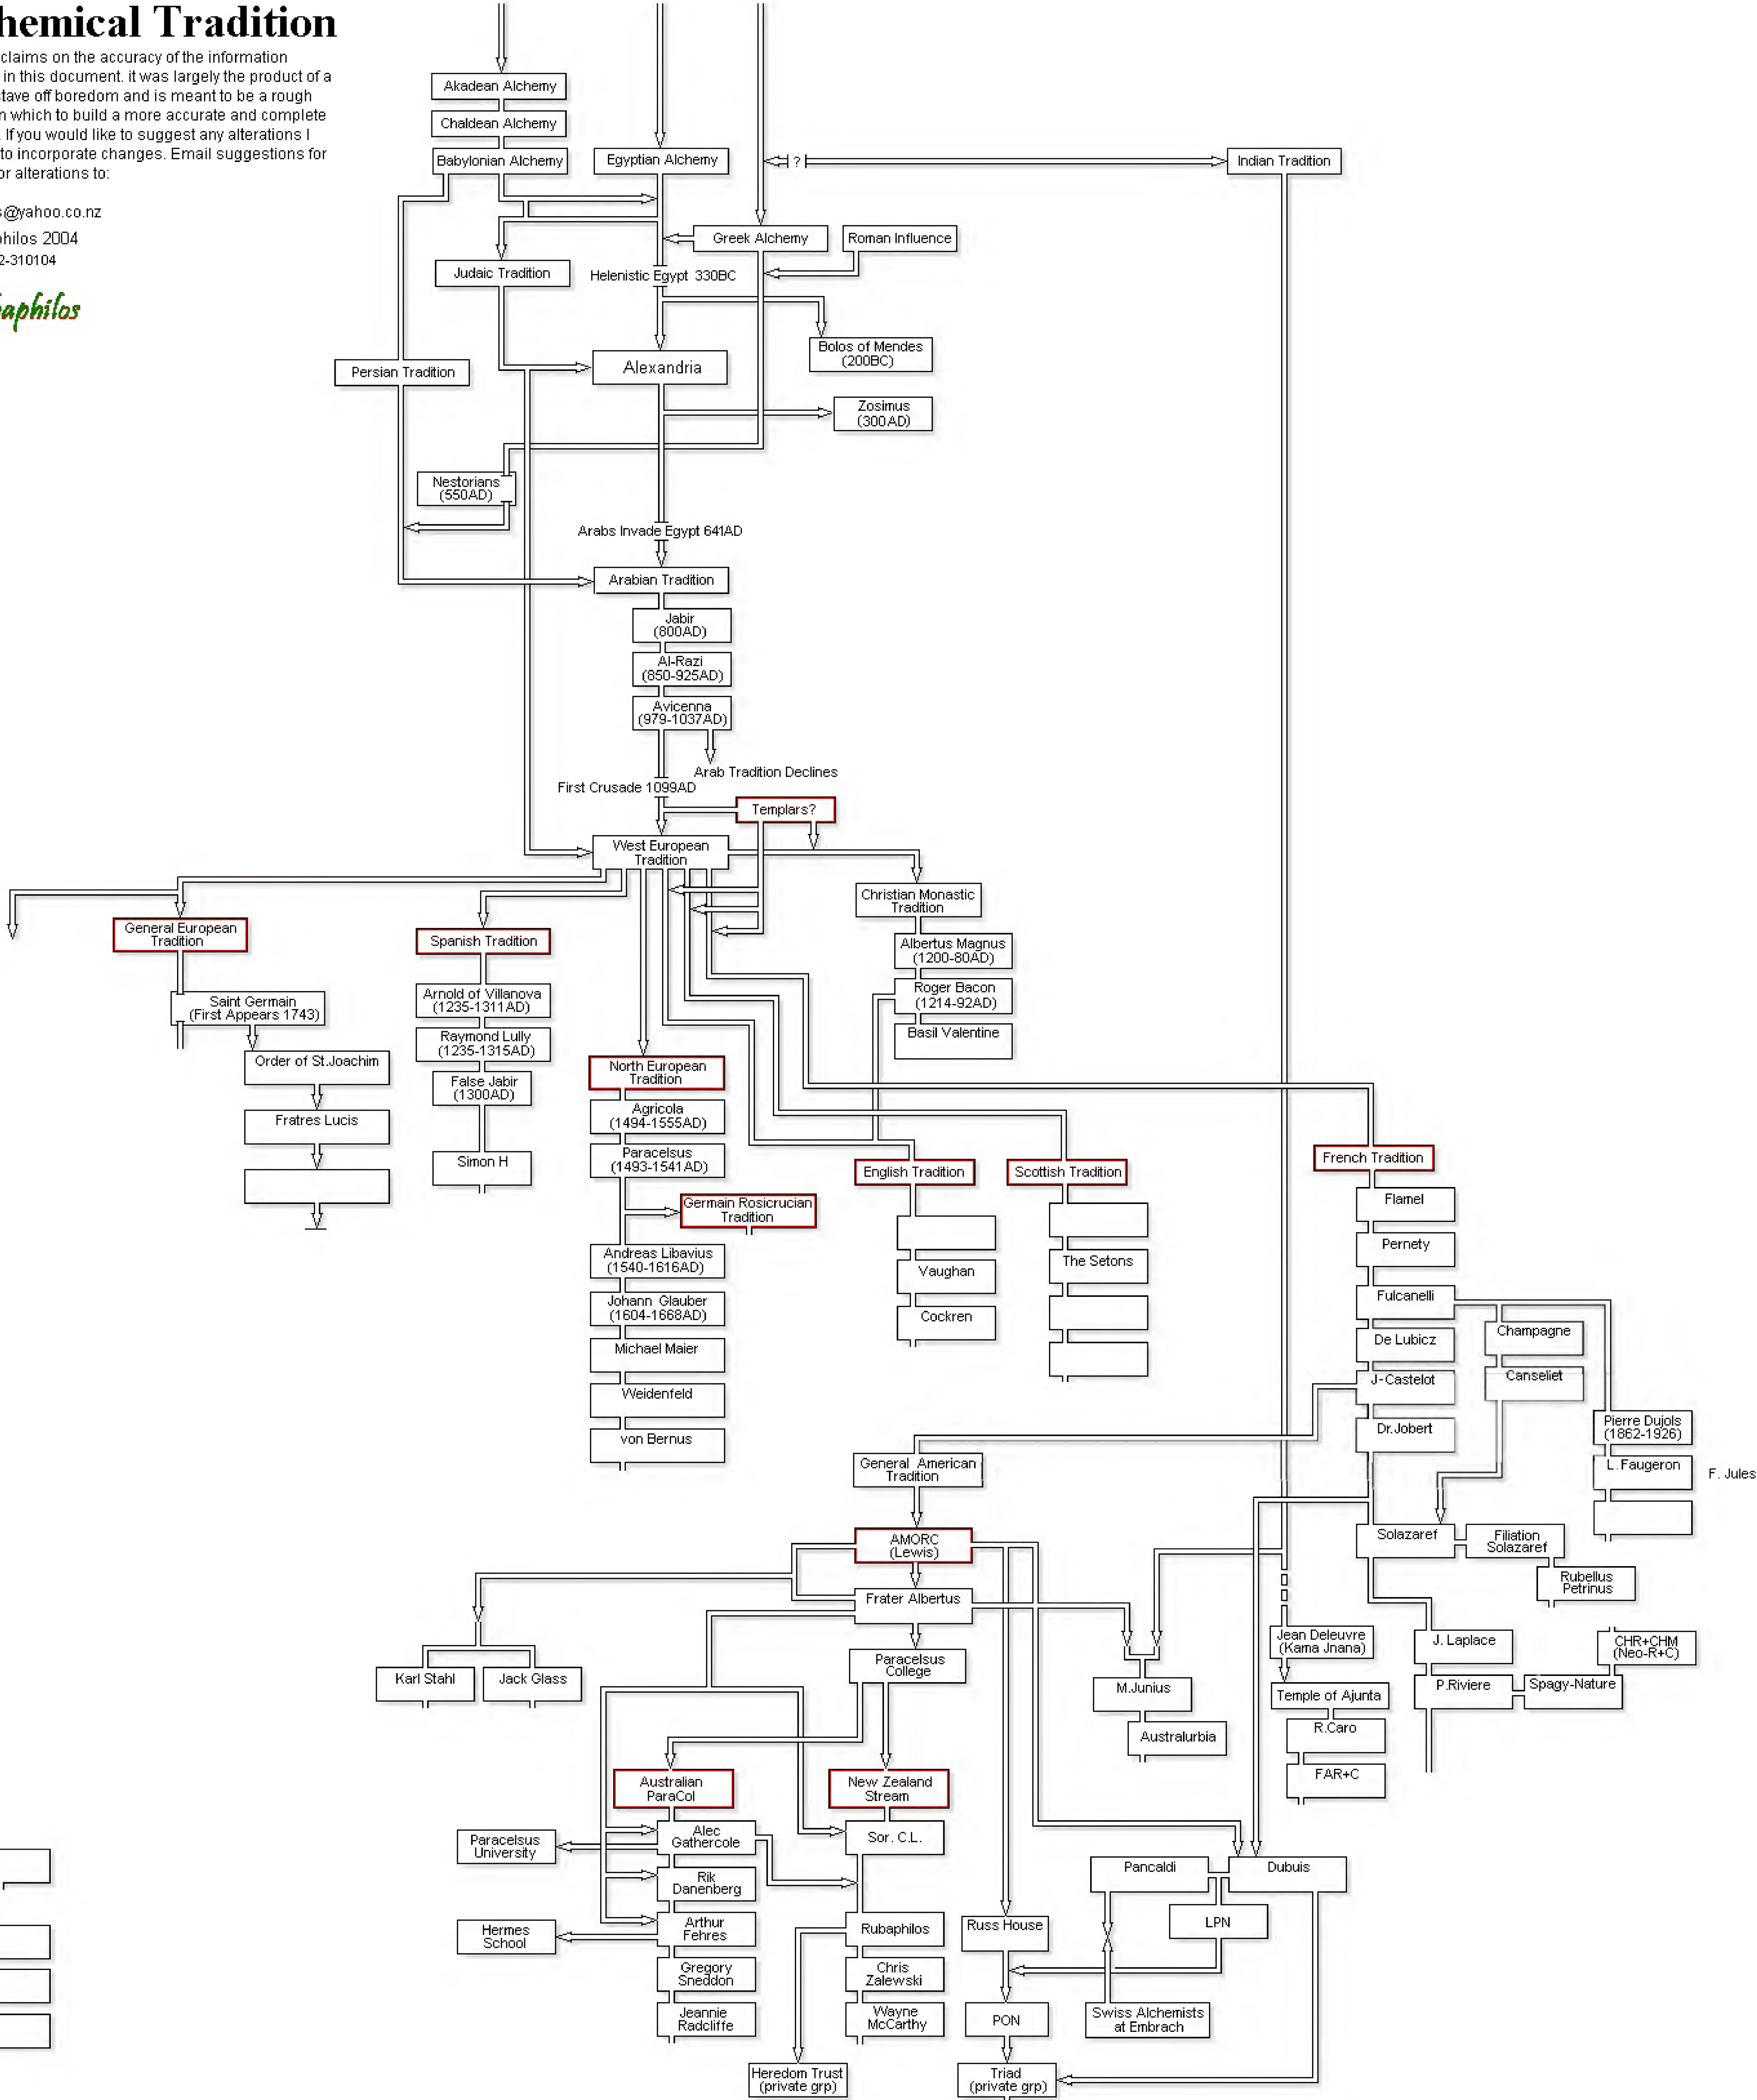 hemical Tradition
claims on the accuracy of the information
in this document. it was largely the product of a
tave off boredom and is meant to be a rough
n which to build a more accurate and complete
. If you would like to suggest any alterations I
to incorporate changes. Email suggestions for
or alterations to:
s@yahoo.co.nz
philos 2004
2-310104
aphilos
Akadean Alchemy
Chaldean Alchemy
Babylonian Alchemy
Egyptian Alchemy
?
Indian Tradition
Greek Alchemy
Roman Influence
Judaic Tradition
Helenistic Egypt 330BC
Bolos of Mendes
(200BC)
Persian Tradition
Alexandria
Zosimus
(300AD)
Nestorians
(550AD)
Arabs Invade Egypt 641AD
Arabian Tradition
Jabir
(800AD)
Al-Razi
(850-925AD)
Avicenna
(979-1037AD)
Arab Tradition Declines
First Crusade 1099AD
Templars?
West European
Tradition
Christian Monastic
Tradition
General European
Tradition
Spanish Tradition
Albertus Magnus
(1200-80AD)
Saint Germain
(First Appears 1743)
Arnold of Villanova
(1235-1311AD)
Roger Bacon
(1214-92AD)
Raymond Lully
(1235-1315AD)
Basil Valentine
Order of St.Joachim
False Jabir
(1300AD)
North European
Tradition
Fratres Lucis
Agricola
(1494-1555AD)
Simon H
Paracelsus
(1493-1541AD)
English Tradition
Scottish Tradition
French Tradition
Germain Rosicrucian
Tradition
Flamel
Pernety
Andreas Libavius
(1540-1616AD)
Vaughan
The Setons
Johann Glauber
(1604-1668AD)
Cockren
Fulcanelli
Michael Maier
De Lubicz
Champagne
Weidenfeld
J-Castelot
Canseliet
von Bernus
Dr.Jobert
Pierre Dujols
(1862-1926)
General American
Tradition
L.Faugeron
F. Jules
AMORC
(Lewis)
Solazaref
Filiation
Solazaref
Frater Albertus
Rubellus
Petrinus
Karl Stahl
Jack Glass
Paracelsus
College
M.Junius
Jean Deleuvre
(Kama Jnana)
J. Laplace
CHR+CHM
(Neo-R+C)
Temple of Ajunta
P.Riviere
Spagy-Nature
Australurbia
R.Caro
FAR+C
Australian
ParaCol
New Zealand
Stream
Paracelsus
University
Alec
Gathercole
Sor. C.L.
Rik
Danenberg
Pancaldi
Dubuis
Hermes
School
Arthur
Fehres
Rubaphilos
Russ House
LPN
Gregory
Sneddon
Chris
Zalewski
Jeannie
Radcliffe
Wayne
McCarthy
PON
Swiss Alchemists
at Embrach
Heredom Trust
(private grp)
Triad
(private grp)